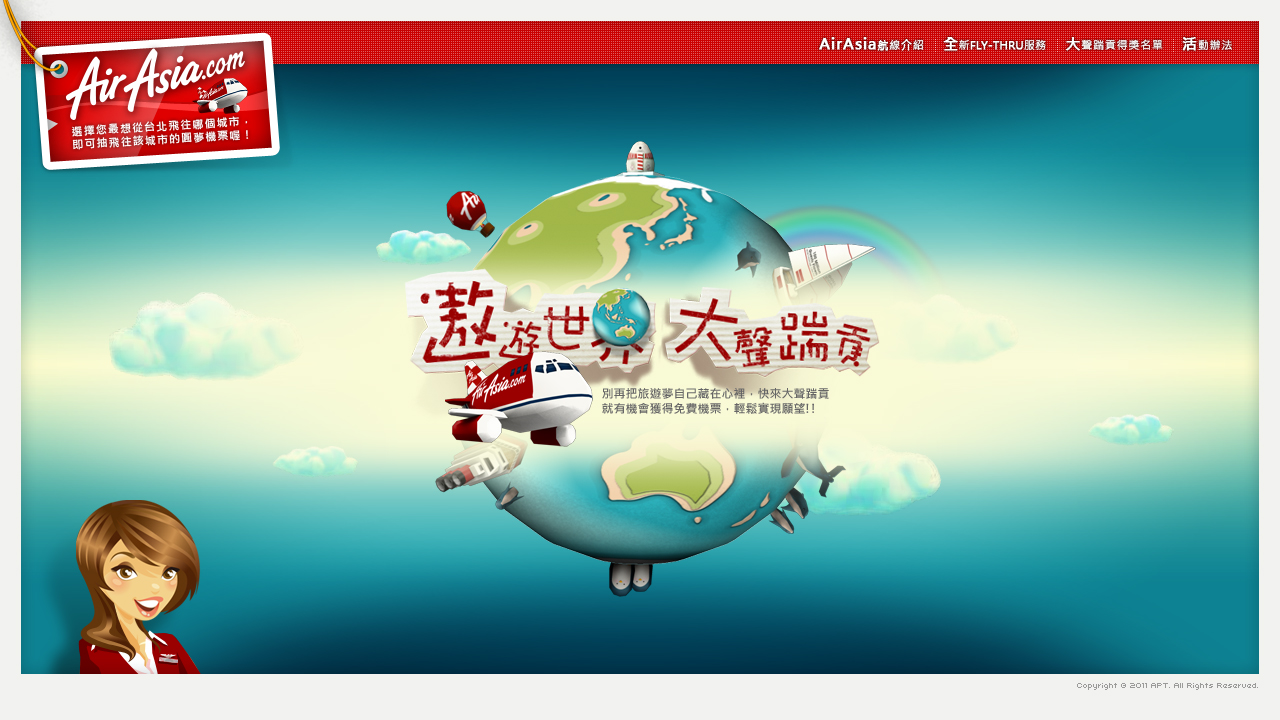 AirAsia航線介紹
全新FLY-THRU服務
大聲踹貢得獎名單
活動辦法
AirAsia.com
選擇您最想從台北飛往哪個城市，
即可抽飛往該城市的圓夢機票喔！
遨遊世界 大聲踹貢
AirAsia.com
別再把旅遊夢自己藏在心裡，快來大聲踹貢
就有機會獲得免費機票，輕鬆實現願望!!
Copyright © 2011 APT. All Rights Reserved.